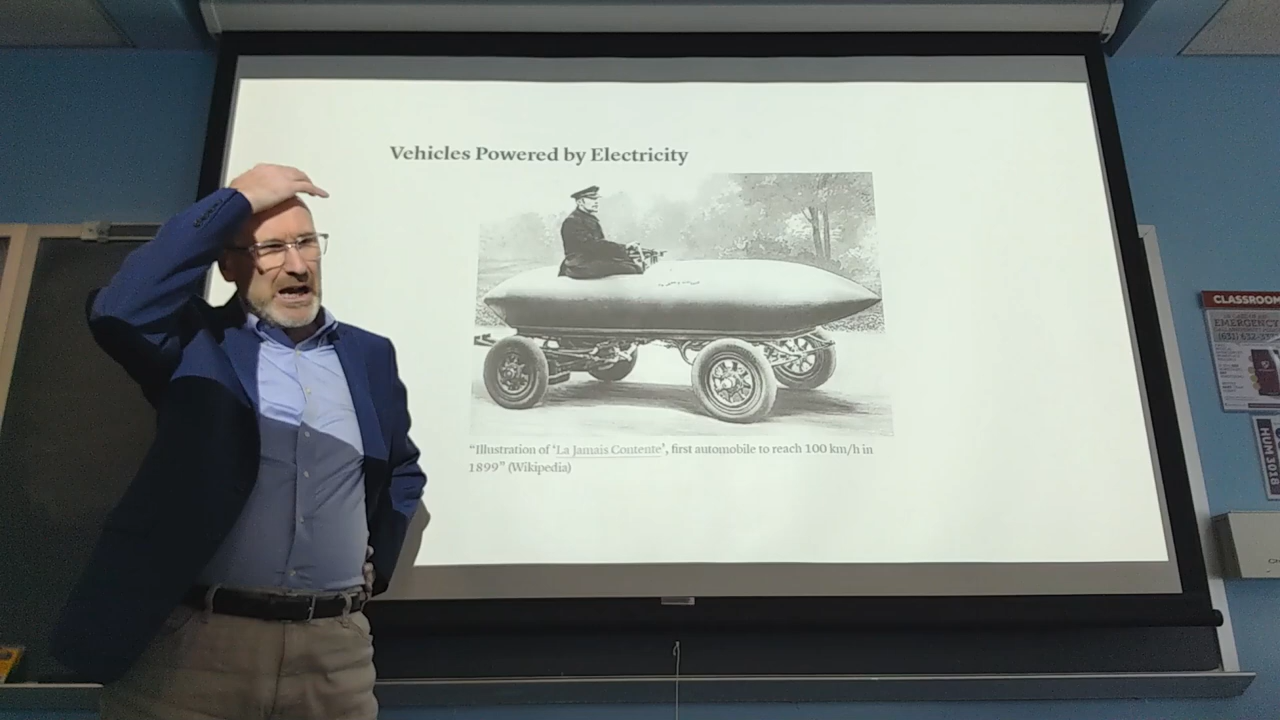 Vehicles Powered by Electricity
“Illustration of ‘La Jamais Contente’, first automobile to reach 100 km/h in
1899” (Wikipedia)
CLASSROOM
EMERGENCY
HUM 3018